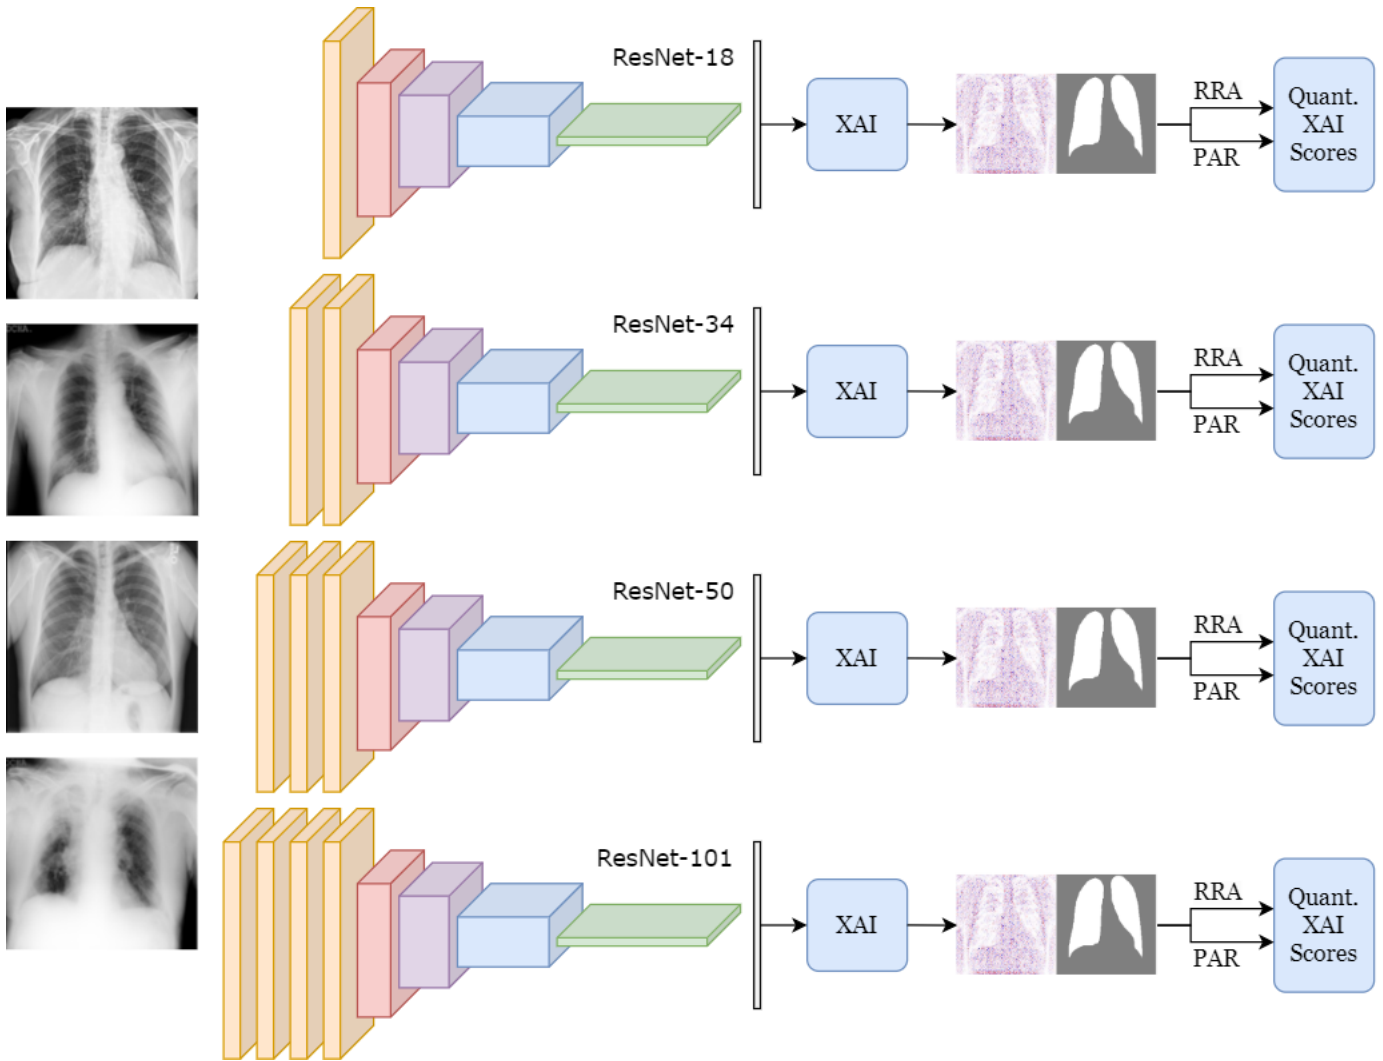 ResNet-18
XAI
RRA
PAR
Quant.
XAI
Scores
ResNet-34
XAI
RRA
PAR
Quant.
XAI
Scores
ResNet-50
XAI
RRA
PAR
Quant.
XAI
Scores
ResNet-101
XAI
RRA
PAR
Quant.
XAI
Scores